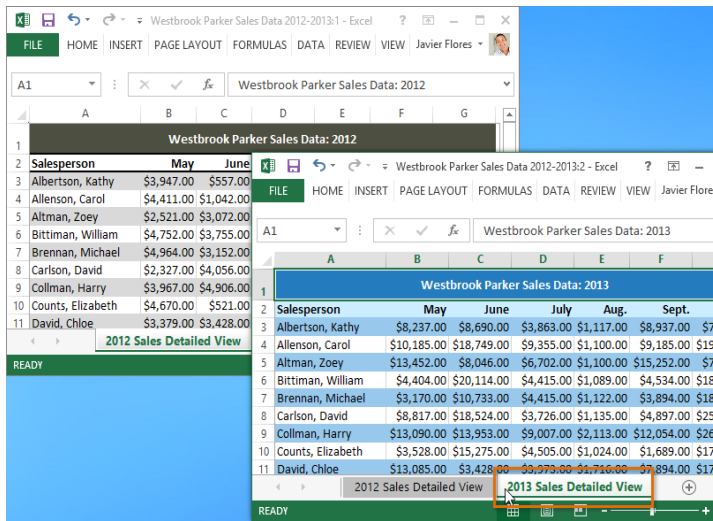 Westbrook Parker Sales Data 2012-2013:1 - Excel ?
FILE HOME INSERT PAGE LAYOUT FORMULAS DATA REVIEW VIEW Javier Flores
A1 fx Westbrook Parker Sales Data: 2012
A B C D E F G
1 Westbrook Parker Sales Data: 2012
2 Salesperson May June
3 Albertson, Kathy $3,947.00 $557.00
4 Allenson, Carol $4,411.00 $1,042.00
5 Altman, Zoey $2,521.00 $3,072.00
6 Bittiman, William $4,752.00 $3,755.00
7 Brennan, Michael $4,964.00 $3,152.00
8 Carlson, David $2,327.00 $4,056.00
9 Collman, Harry $3,967.00 $4,906.00
10 Counts, Elizabeth $4,670.00 $521.00
11 David, Chloe $3,379.00 $3,428.00
2012 Sales Detailed View
READY
Westbrook Parker Sales Data 2012-2013:2 - Excel ?
FILE HOME INSERT PAGE LAYOUT FORMULAS DATA REVIEW VIEW Javier Flore
A1 fx Westbrook Parker Sales Data: 2013
A B C D E F
1 Westbrook Parker Sales Data: 2013
2 Salesperson May June July Aug. Sept.
3 Albertson, Kathy $8,237.00 $8,690.00 $3,863.00 $1,117.00 $8,937.00 $7
4 Allenson, Carol $10,185.00 $18,749.00 $9,355.00 $1,100.00 $9,185.00 $19
5 Altman, Zoey $13,452.00 $8,046.00 $6,702.00 $1,100.00 $15,252.00 $7
6 Bittiman, William $4,404.00 $20,114.00 $4,415.00 $1,089.00 $4,534.00 $18
7 Brennan, Michael $3,170.00 $10,733.00 $4,415.00 $1,122.00 $3,894.00 $18
8 Carlson, David $8,817.00 $18,524.00 $3,726.00 $1,135.00 $4,897.00 $25
9 Collman, Harry $13,090.00 $13,953.00 $9,007.00 $2,113.00 $12,054.00 $26
10 Counts, Elizabeth $3,528.00 $15,275.00 $4,505.00 $1,024.00 $1,689.00 $17
11 David, Chloe $13,085.00 $3,428 $17
2012 Sales Detailed View 2013 Sales Detailed View
READY